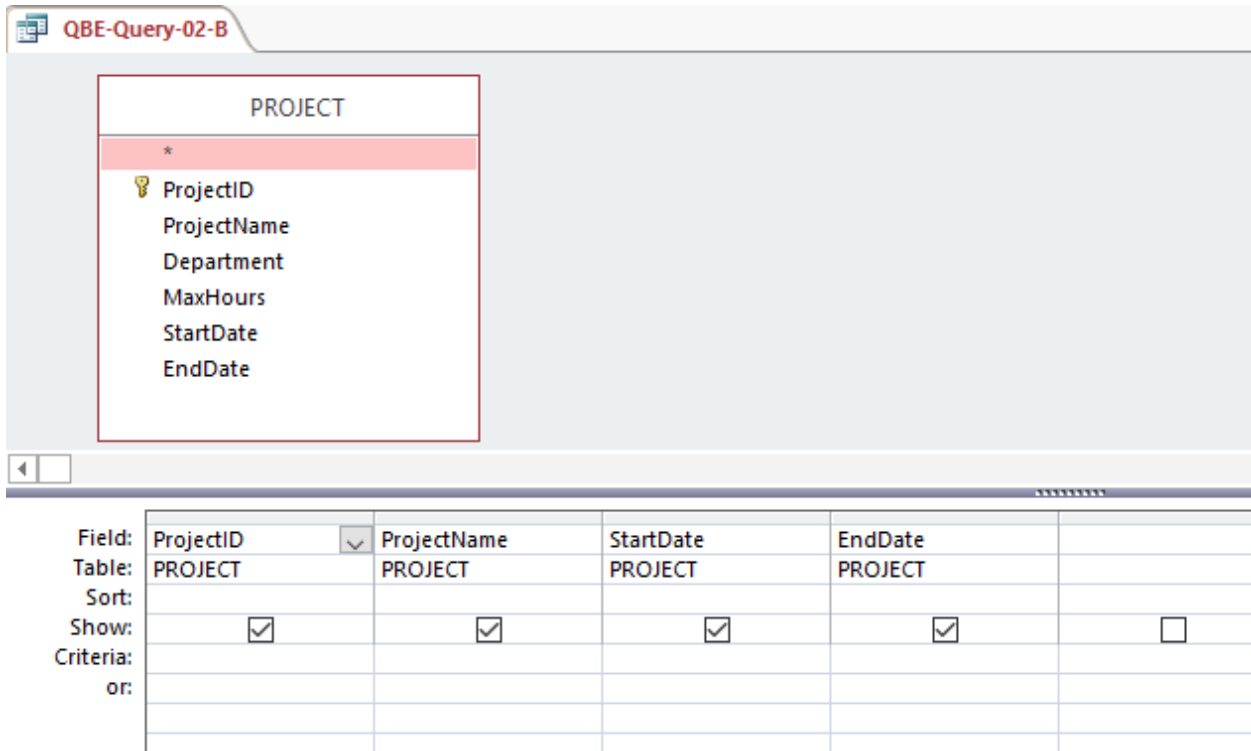 QBE-Query-02-B
PROJECT
*
ProjectID
ProjectName
Department
MaxHours
StartDate
EndDate
Field: ProjectID ProjectName StartDate EndDate
Table: PROJECT PROJECT PROJECT PROJECT
Sort:
Show:
Criteria:
or: